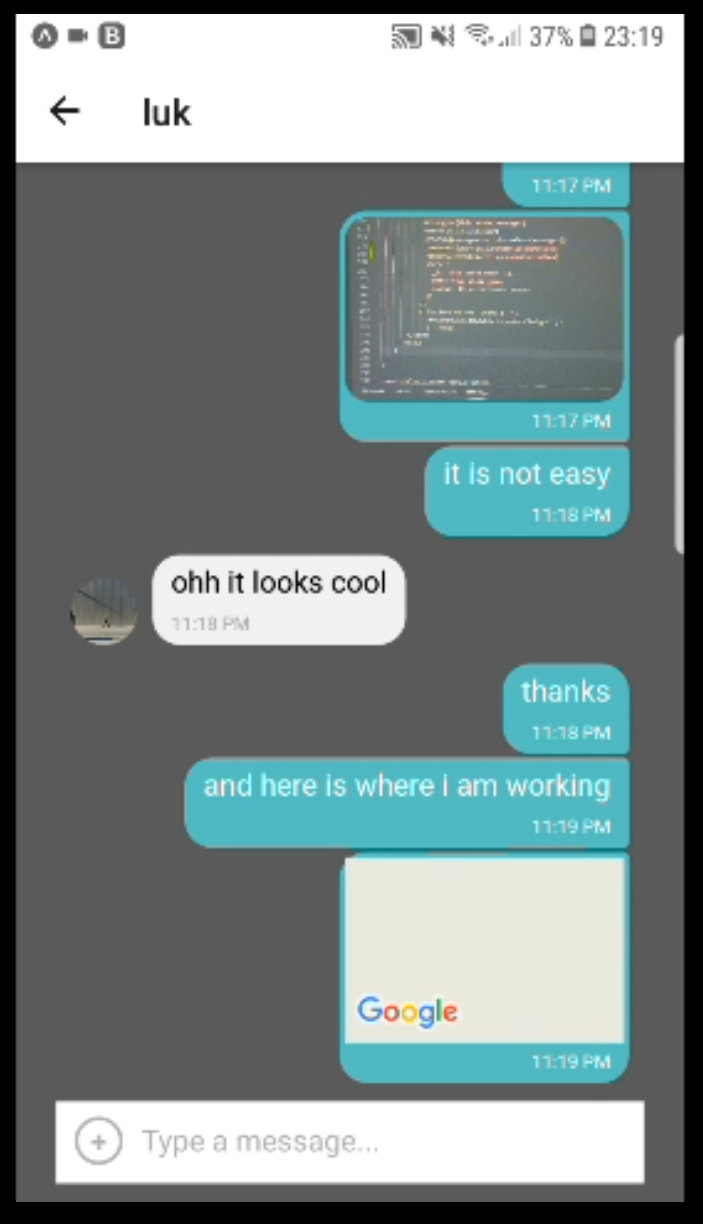 B
37% 23:19
luk
11:17 PM
11:17 PM
it is not easy
11:18 PM
ohh it looks cool
11:18 PM
thanks
11:18 PM
and here is where i am working
11:19 PM
Google
11:19 PM
Type a message...